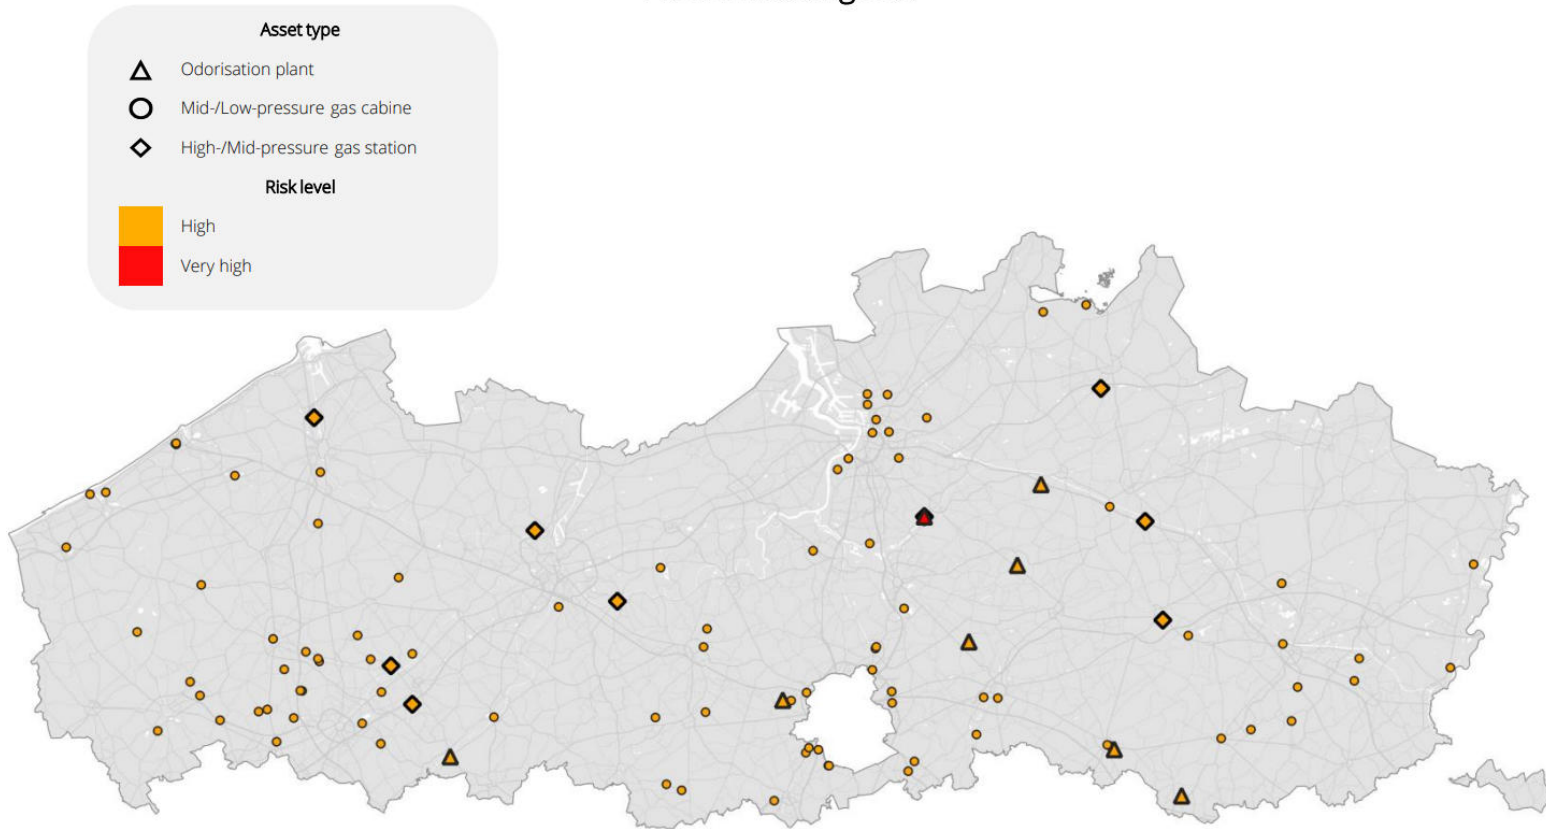 Asset type
Odorisation plant
Mid-/Low-pressure gas cabine
High-/Mid-pressure gas station
Risk level
High
Very high